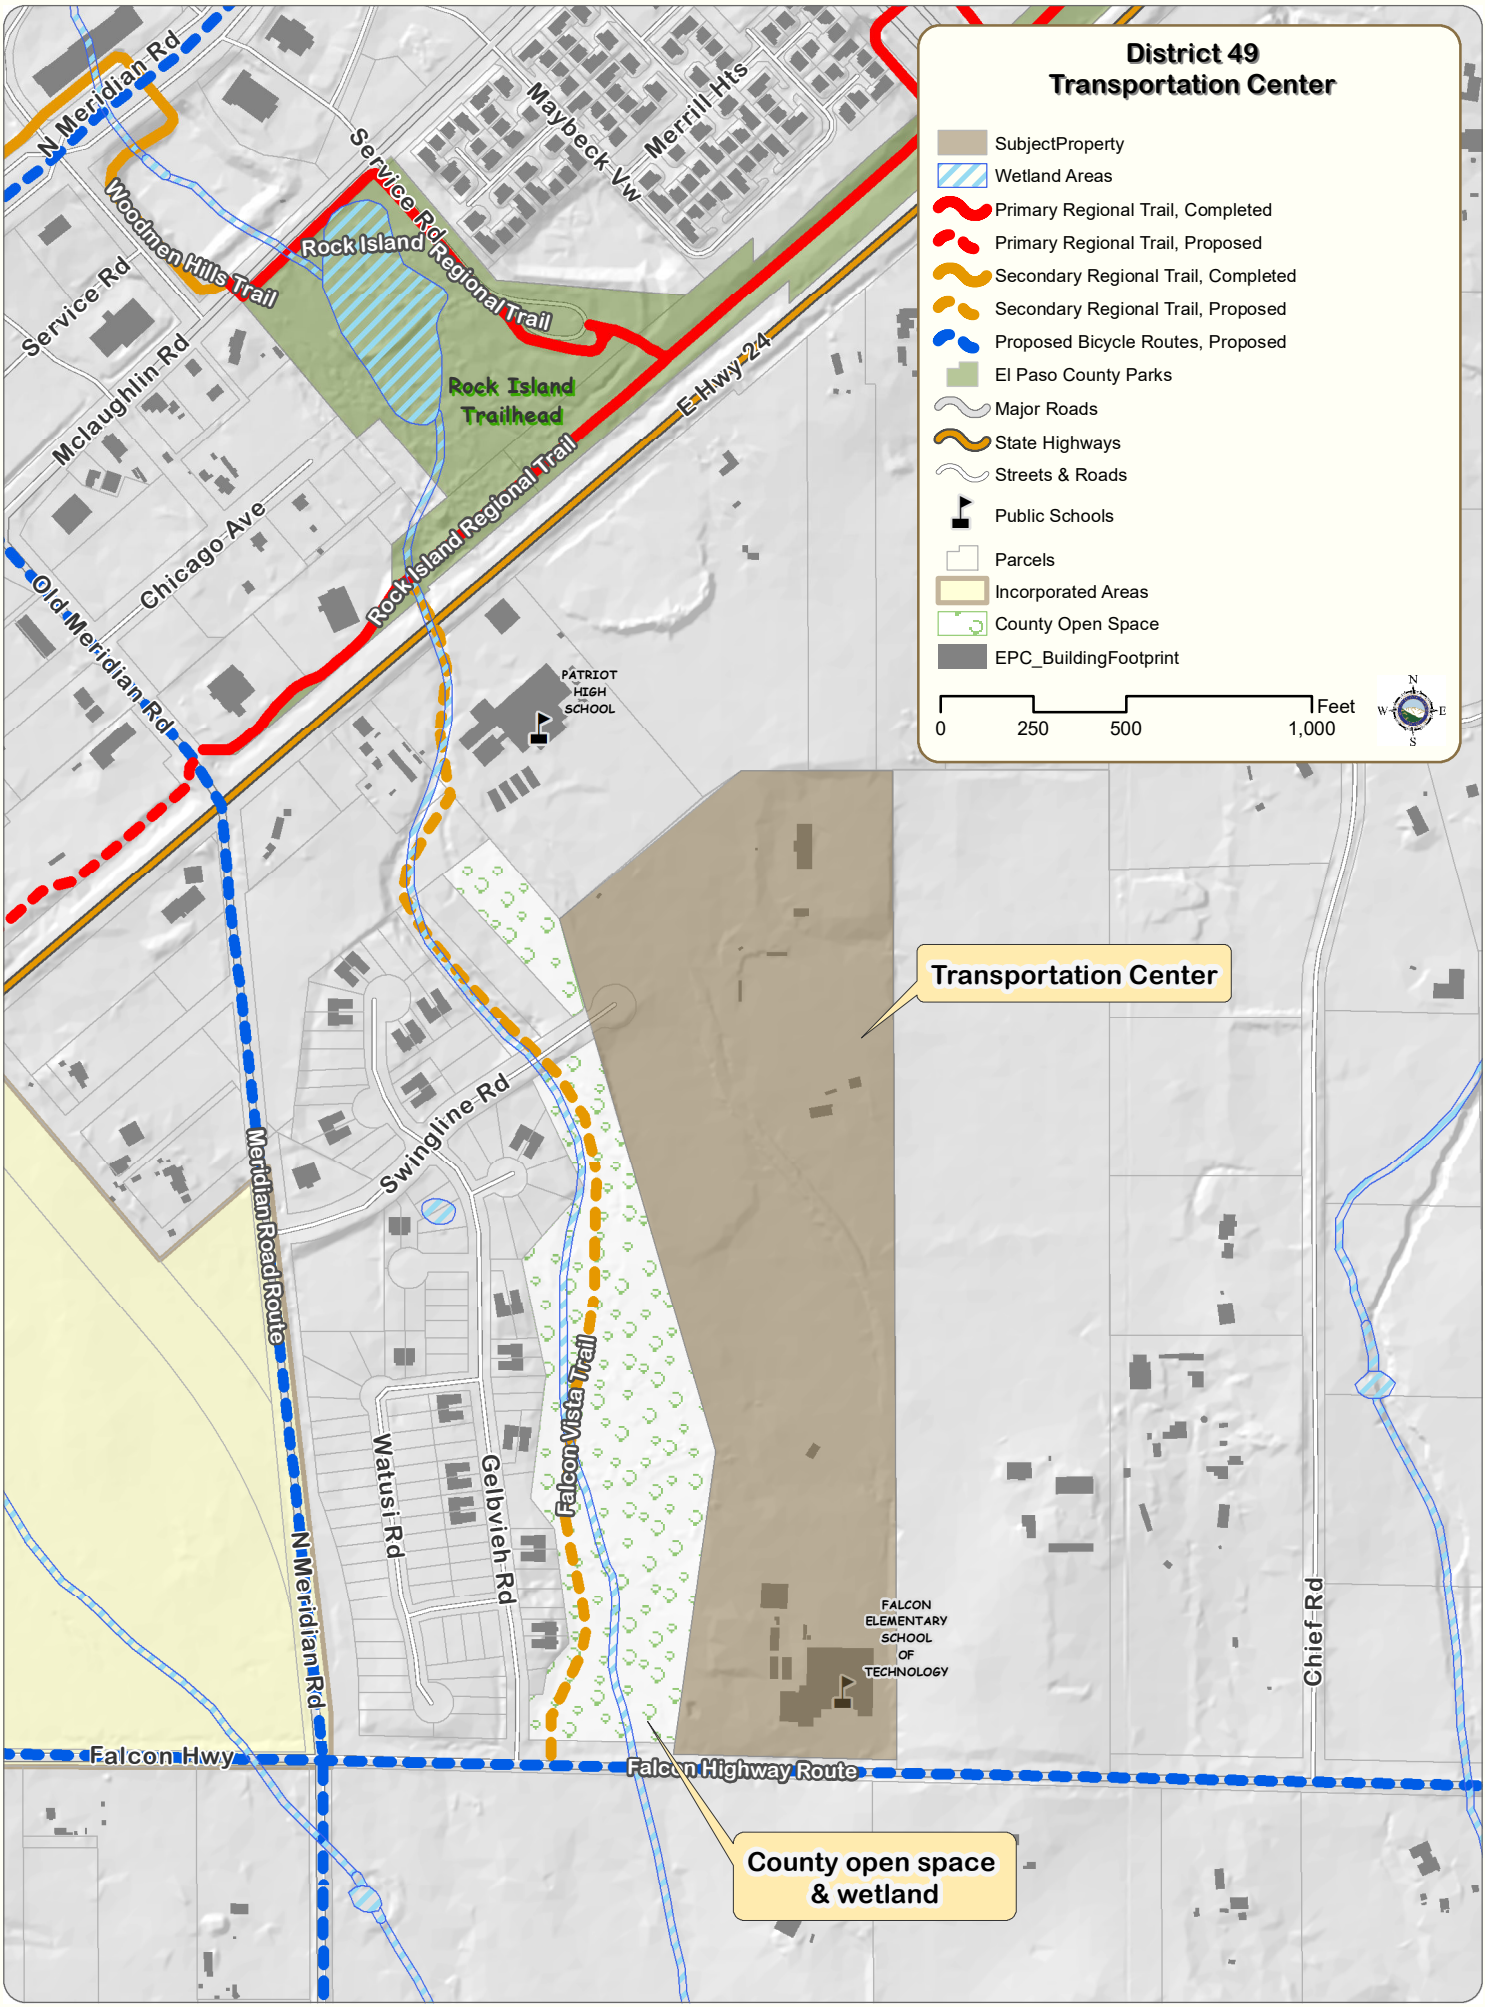 District 49
Transportation Center
SubjectProperty
Wetland Areas
Primary Regional Trail, Completed
Primary Regional Trail, Proposed
Secondary Regional Trail, Completed
Secondary Regional Trail, Proposed
Proposed Bicycle Routes, Proposed
El Paso County Parks
Major Roads
State Highways
Streets & Roads
Public Schools
Parcels
Incorporated Areas
County Open Space
EPC_BuildingFootprint
Feet
0 250 500 1,000
N
W E
S
N Meridian Rd
Service Rd
Maybeck Vw
Merrill Hts
Woodmen Hills Trail
Rock Island
Regional Trail
Service Rd
Mclaughlin Rd
Rock Island
Trailhead
E Hwy 24
Rock Island Regional Trail
Chicago Ave
Old Meridian Rd
PATRIOT
HIGH
SCHOOL
Transportation Center
Swingline Rd
Meridian Road Route
Falcon Vista Trail
Watusi Rd
Gelbvieh Rd
N Meridian Rd
Chief Rd
FALCON
ELEMENTARY
SCHOOL
OF
TECHNOLOGY
Falcon Hwy
Falcon Highway Route
County open space
& wetland